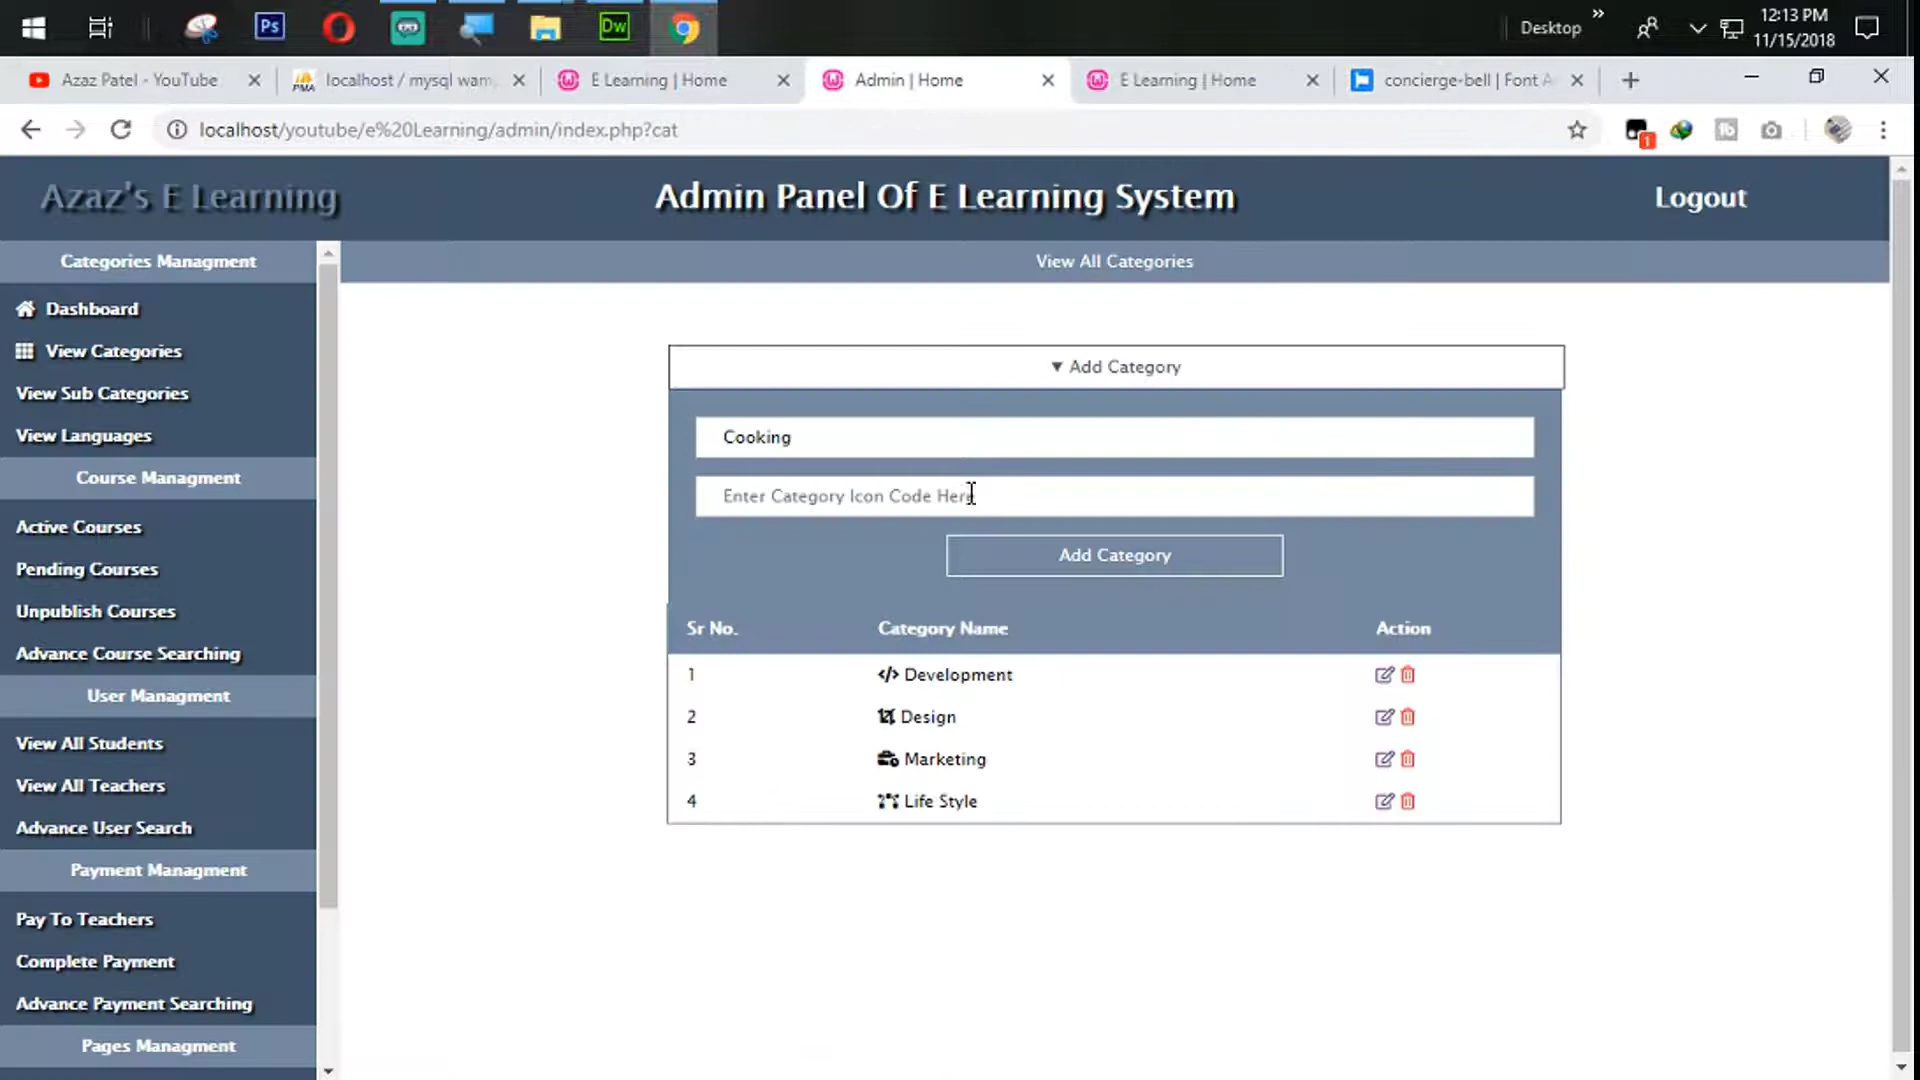 Ps
Dw
Desktop
»
12:13 PM
11/15/2018
Azaz Patel - YouTube
PMA
localhost / mysql wam
E Learning | Home
Admin | Home
E Learning | Home
concierge-bell | Font A
localhost/youtube/e%20Learning/admin/index.php?cat
1
Azaz's E Learning
Admin Panel Of E Learning System
Logout
Categories Managment
Dashboard
View Categories
View Sub Categories
View Languages
Course Managment
Active Courses
Pending Courses
Unpublish Courses
Advance Course Searching
User Managment
View All Students
View All Teachers
Advance User Search
Payment Managment
Pay To Teachers
Complete Payment
Advance Payment Searching
Pages Managment
View All Categories
▼ Add Category
Cooking
Enter Category Icon Code Here
Add Category
Sr No. Category Name Action
1 Development
2 Design
3 Marketing
4 Life Style